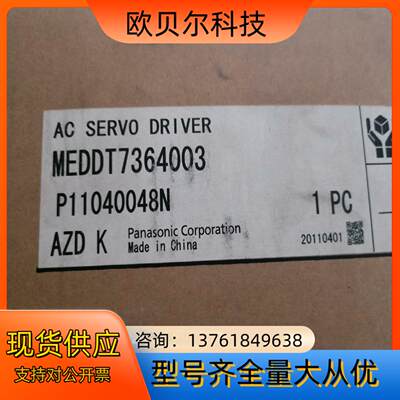 欧贝尔科技
AC SERVO DRIVER
MEDDT7364003
P11040048N
1 PC
AZD K
Panasonic Corporation
Made in China
20110401
现货供应
支持对公开票
咨询：13761849638
型号齐全量大从优